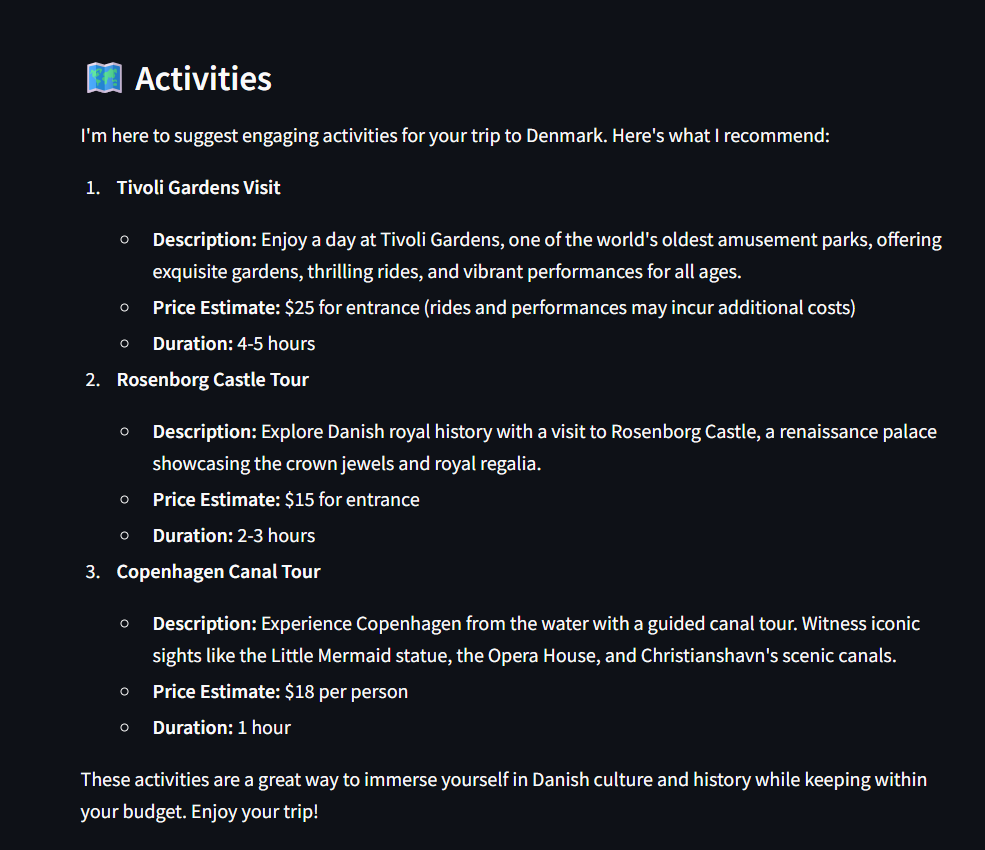 Activities
I'm here to suggest engaging activities for your trip to Denmark. Here's what I recommend:
1. Tivoli Gardens Visit
Description: Enjoy a day at Tivoli Gardens, one of the world's oldest amusement parks, offering
exquisite gardens, thrilling rides, and vibrant performances for all ages.
Price Estimate: $25 for entrance (rides and performances may incur additional costs)
Duration: 4-5 hours
2. Rosenborg Castle Tour
Description: Explore Danish royal history with a visit to Rosenborg Castle, a renaissance palace
showcasing the crown jewels and royal regalia.
Price Estimate: $15 for entrance
Duration: 2-3 hours
3. Copenhagen Canal Tour
Description: Experience Copenhagen from the water with a guided canal tour. Witness iconic
sights like the Little Mermaid statue, the Opera House, and Christianshavn's scenic canals.
Price Estimate: $18 per person
Duration: 1 hour
These activities are a great way to immerse yourself in Danish culture and history while keeping within
your budget. Enjoy your trip!